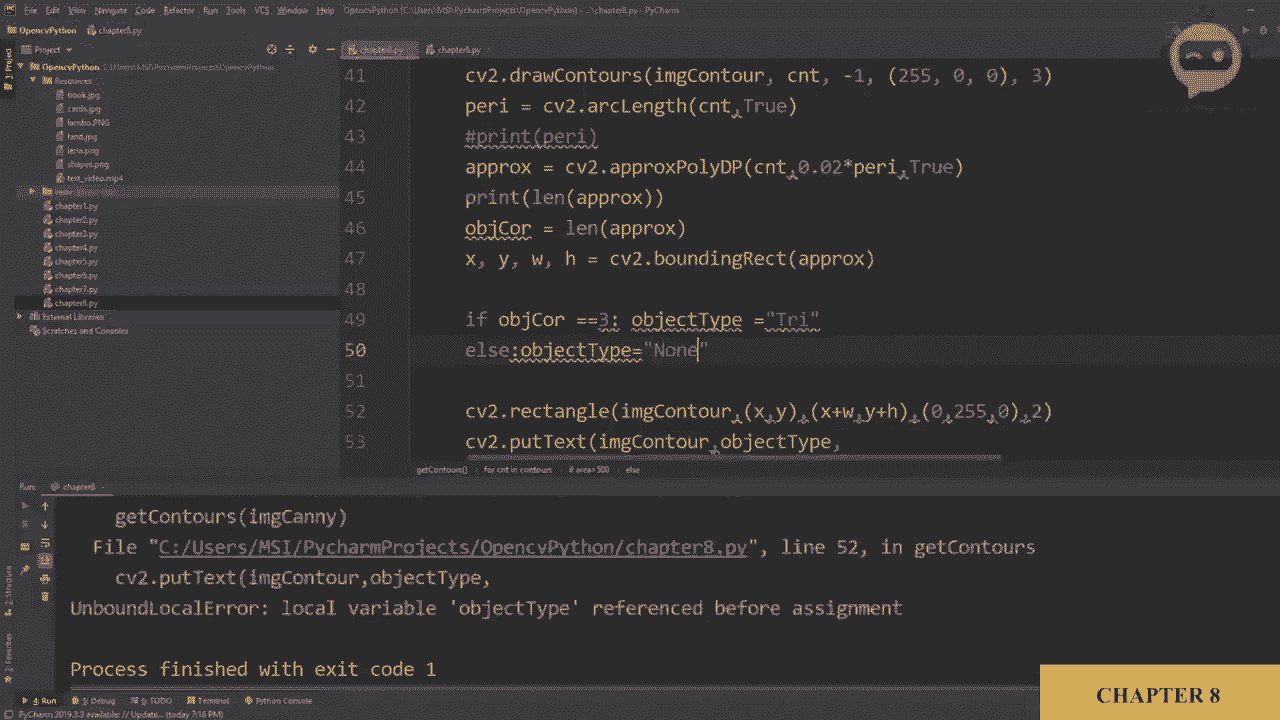 File Edit View Navigate Code Refactor Run Tools VCS Window Help OpencvPython [C:\Users\MSI\PycharmProjects\OpencvPython] - ...\chapter8.py - PyCharm
OpencvPython chapter8.py
Project
chapter8.py chapter8.py
1: Project
OpencvPython C:\Users\MSI\PycharmProjects\OpencvPython
Resources
book.jpg
cards.jpg
lambo.PNG
land.jpg
lena.png
shapes.png
test_video.mp4
chapter1.py
chapter2.py
chapter3.py
chapter4.py
chapter5.py
chapter6.py
chapter7.py
chapter8.py
External Libraries
Scratches and Consoles
41 cv2.drawContours(imgContour, cnt, -1, (255, 0, 0), 3)
42 peri = cv2.arcLength(cnt,True)
43 #print(peri)
44 approx = cv2.approxPolyDP(cnt,0.02*peri,True)
45 print(len(approx))
46 objCor = len(approx)
47 x, y, w, h = cv2.boundingRect(approx)
48
49 if objCor ==3: objectType ="Tri"
50 else:objectType="None"
51
52 cv2.rectangle(imgContour,(x,y),(x+w,y+h),(0,255,0),2)
53 cv2.putText(imgContour,objectType,
getContours() for cnt in contours if area>500 else
Run: chapter8
getContours(imgCanny)
File "C:/Users/MSI/PycharmProjects/OpencvPython/chapter8.py", line 52, in getContours
cv2.putText(imgContour,objectType,
UnboundLocalError: local variable 'objectType' referenced before assignment
Process finished with exit code 1
2: Structure
2: Favorites
4: Run 5: Debug 6: TODO Terminal Python Console
PyCharm 2019.3.3 available: // Update... (today 7:16 PM)
CHAPTER 8